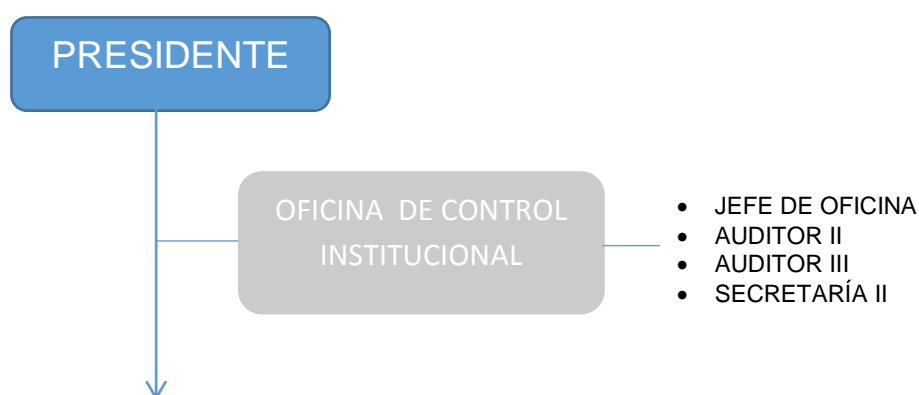 PRESIDENTE
OFICINA DE CONTROL
INSTITUCIONAL
• JEFE DE OFICINA
• AUDITOR II
• AUDITOR III
• SECRETARÍA II